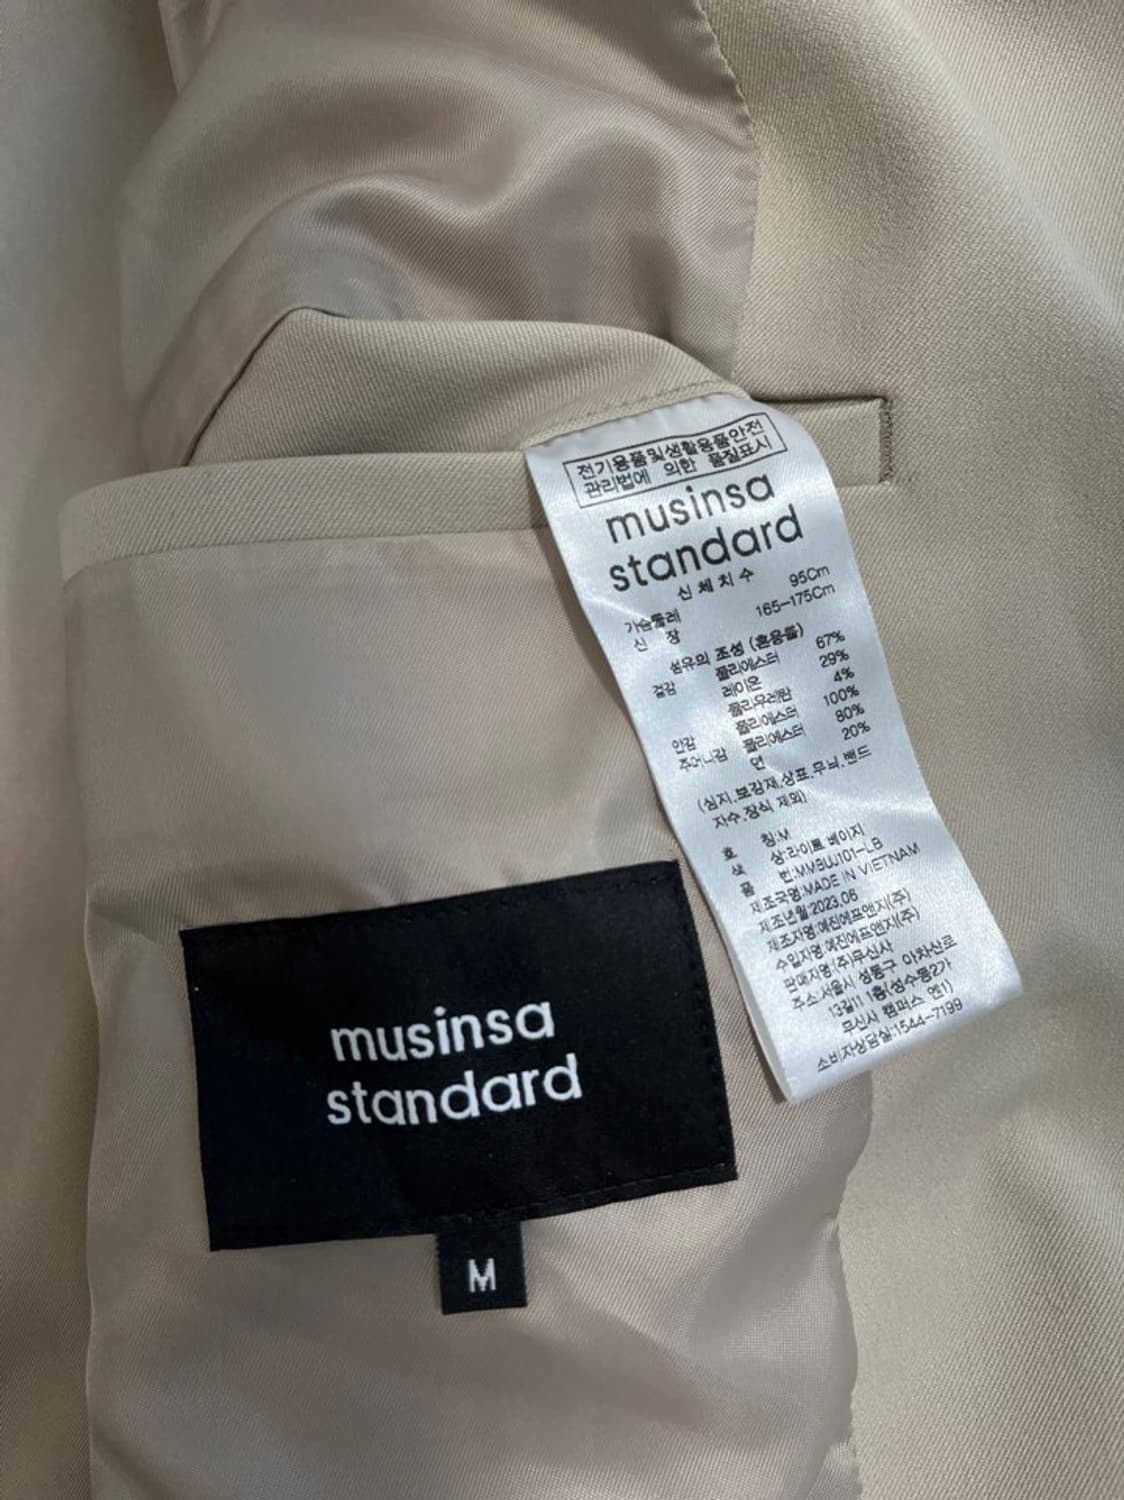 전기용품및생활용품안전
관리법에 의한 품질표시
musinsa
standard
신체치수
가슴둘레 95Cm
신 장 165-175Cm
섬유의 조성 (혼용률)
겉감 폴리에스터 67%
레이온 29%
폴리우레탄 4%
안감 폴리에스터 100%
주머니감 폴리에스터 80%
면 20%
(심지,보강재,상표,무늬,밴드
자수,장식 제외)
호 칭:M
색 상:라이트 베이지
품 번:MMBUJ101-LB
제조국명:MADE IN VIETNAM
제조년월:2023.06
제조자명:예진에프앤지(주)
수입자명:예진에프앤지(주)
판매자명:(주)무신사
주소:서울시 성동구 아차산로
13길11 1층(성수동2가
무신사 캠퍼스 엔1)
소비자상담실:1544-7199
musinsa
standard
M